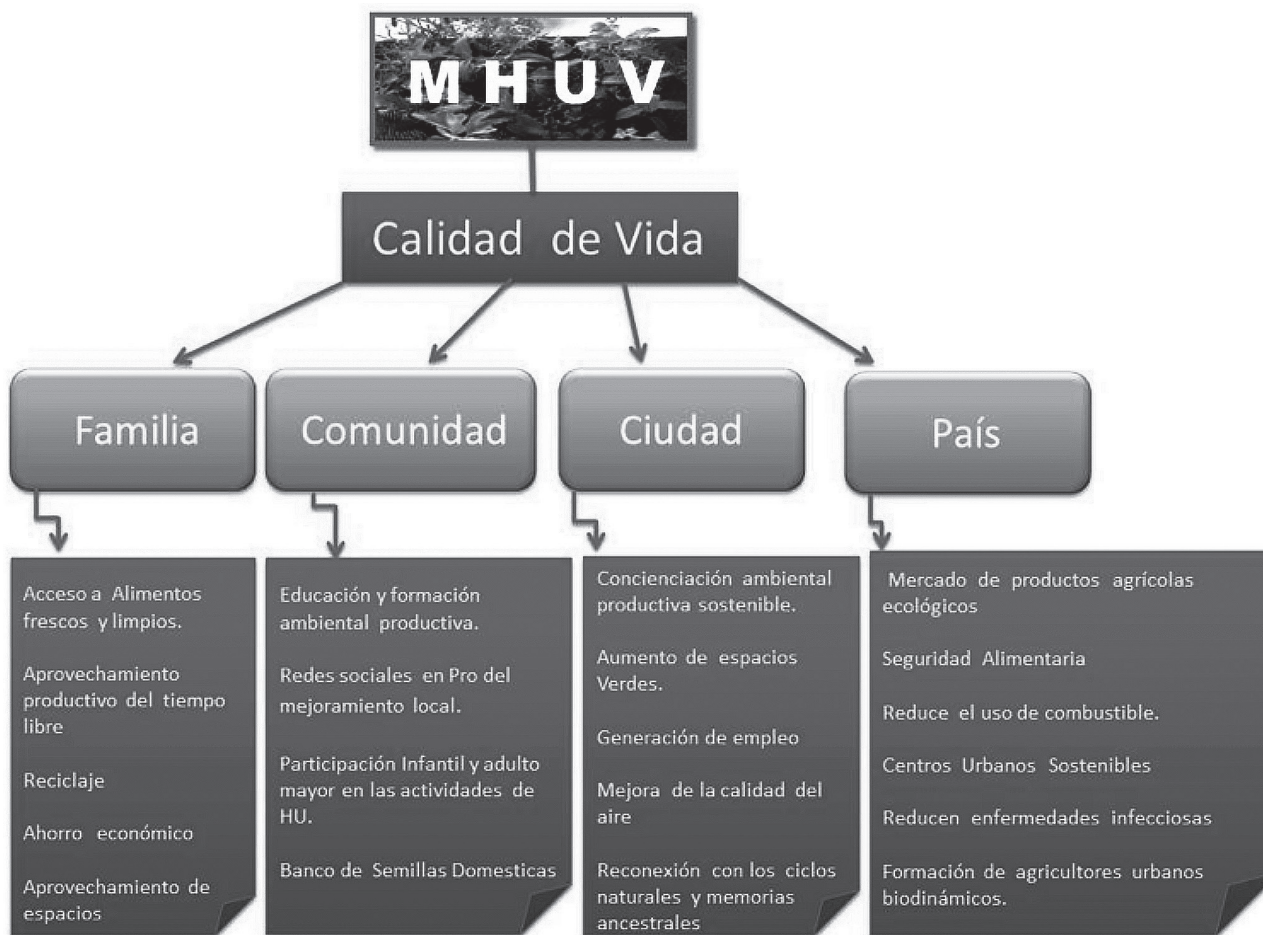 M H U V
Calidad de Vida
Familia
Comunidad
Ciudad
País
Acceso a Alimentos
frescos y limpios.
Aprovechamiento
productivo del tiempo
libre
Reciclaje
Ahorro económico
Aprovechamiento de
espacios
Educación y formación
ambiental productiva.
Redes sociales en Pro del
mejoramiento local.
Participación Infantil y adulto
mayor en las actividades de
HU.
Banco de Semillas Domesticas
Concienciación ambiental
productiva sostenible.
Aumento de espacios
Verdes.
Generación de empleo
Mejora de la calidad del
aire
Reconexión con los ciclos
naturales y memorias
ancestrales
Mercado de productos agrícolas
ecológicos
Seguridad Alimentaria
Reduce el uso de combustible.
Centros Urbanos Sostenibles
Reducen enfermedades infecciosas
Formación de agricultores urbanos
biodinámicos.